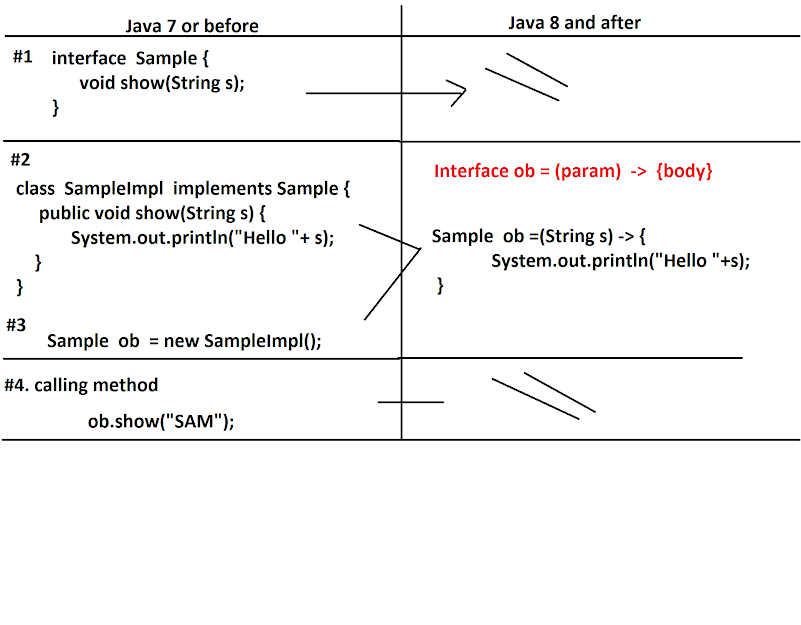 Java 7 or before
Java 8 and after
#1 interface Sample {
void show(String s);
}
#2
class SampleImpl implements Sample {
public void show(String s) {
System.out.println("Hello "+ s);
}
}
#3
Sample ob = new SampleImpl();
Interface ob = (param) -> {body}
Sample ob =(String s) -> {
System.out.println("Hello "+s);
}
#4. calling method
ob.show("SAM");